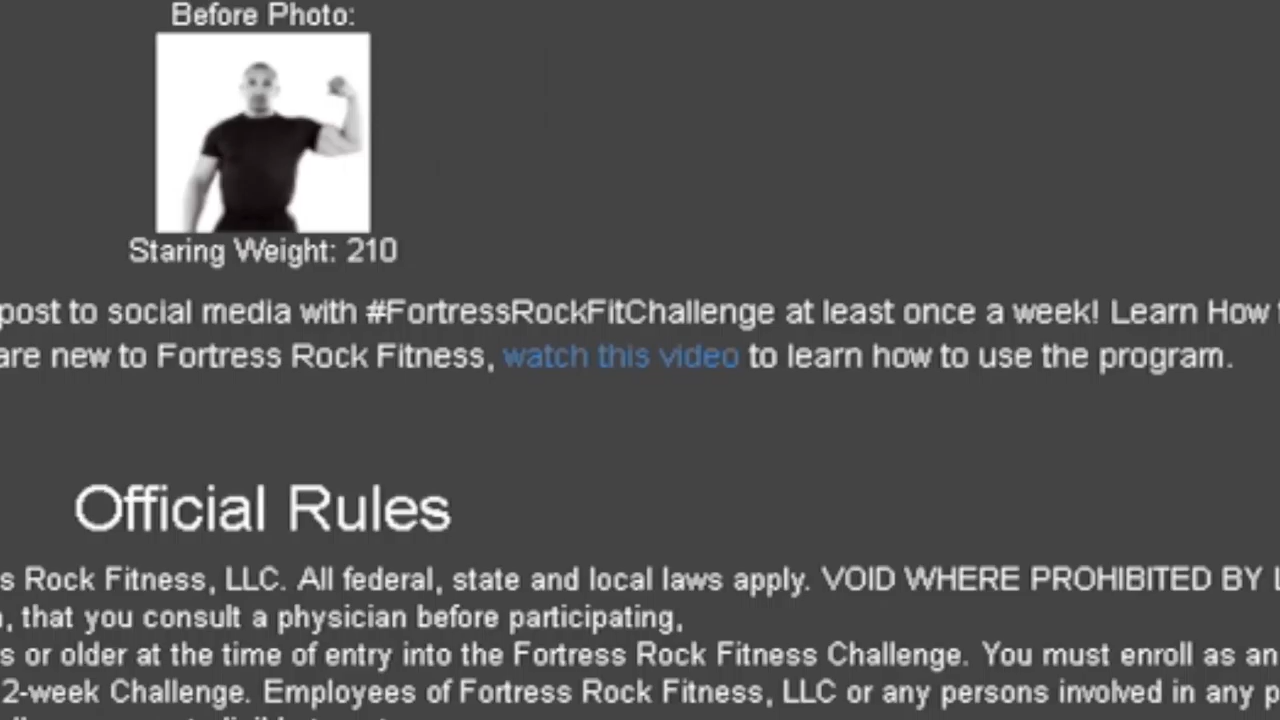 Before Photo:
Staring Weight: 210
post to social media with #FortressRockFitChallenge at least once a week! Learn How
are new to Fortress Rock Fitness, watch this video to learn how to use the program.
Official Rules
s Rock Fitness, LLC. All federal, state and local laws apply. VOID WHERE PROHIBITED BY
, that you consult a physician before participating,
s or older at the time of entry into the Fortress Rock Fitness Challenge. You must enroll as an
2-week Challenge. Employees of Fortress Rock Fitness, LLC or any persons involved in any p